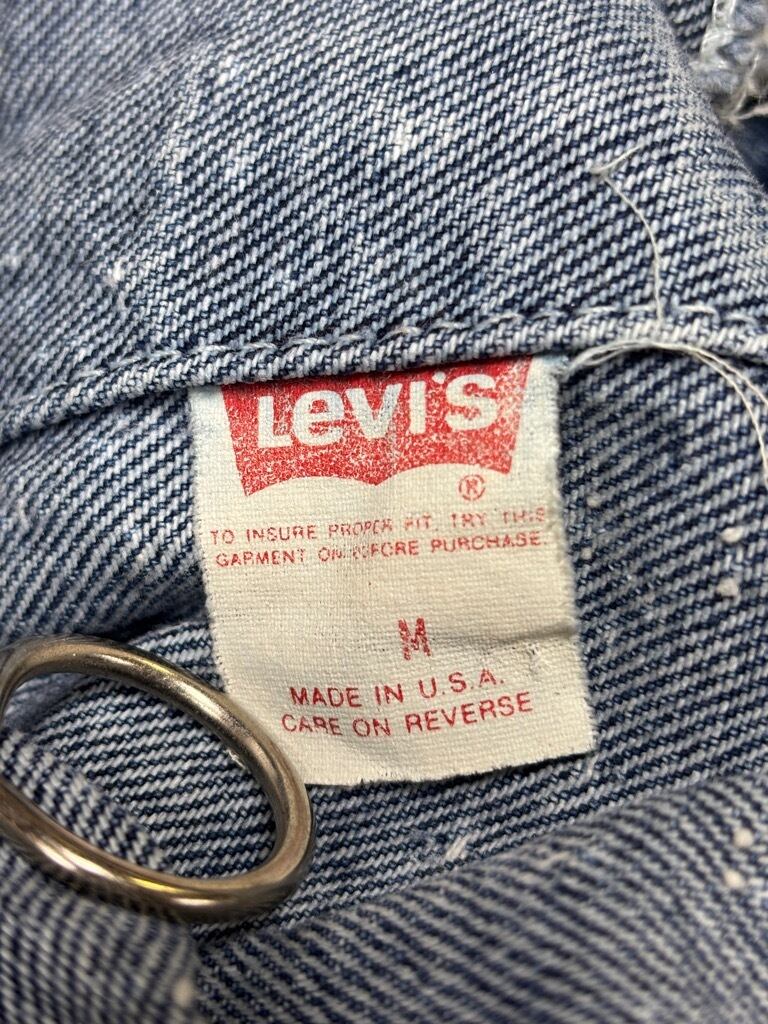 Levi's
®
TO INSURE PROPER FIT, TRY THIS
GARMENT ON BEFORE PURCHASE.
M
MADE IN U.S.A.
CARE ON REVERSE